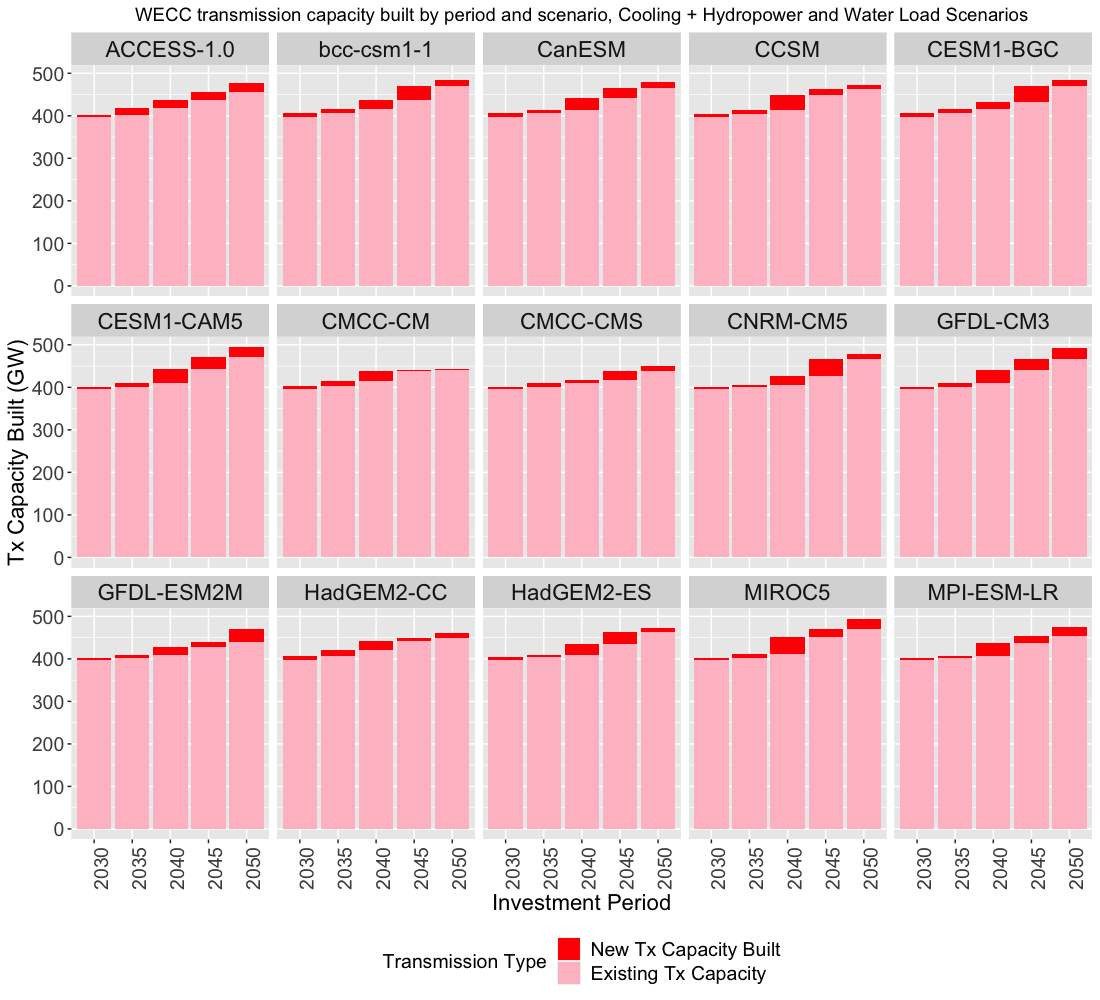 WECC transmission capacity built by period and scenario, Cooling + Hydropower and Water Load Scenarios
ACCESS-1.0 bcc-csm1-1 CanESM CCSM CESM1-BGC
500
400
300
200
100
0
CESM1-CAM5 CMCC-CM CMCC-CMS CNRM-CM5 GFDL-CM3
500
400
300
200
100
0
Tx Capacity Built (GW)
GFDL-ESM2M HadGEM2-CC HadGEM2-ES MIROC5 MPI-ESM-LR
500
400
300
200
100
0
2030 2035 2040 2045 2050 2030 2035 2040 2045 2050 2030 2035 2040 2045 2050 2030 2035 2040 2045 2050 2030 2035 2040 2045 2050
Investment Period
Transmission Type
New Tx Capacity Built
Existing Tx Capacity